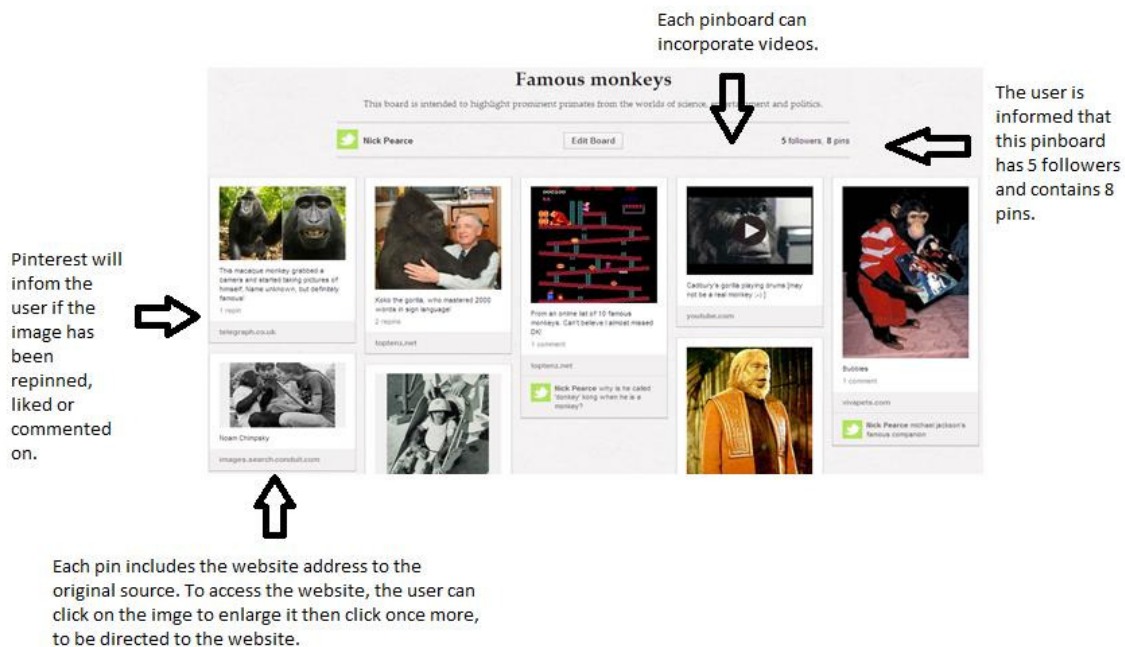 Each pinboard can
incorporate videos.
Famous monkeys
This board is intended to highlight prominent primates from the worlds of science, entertainment and politics.
Nick Pearce
Edit Board
5 followers, 8 pins
The user is
informed that
this pinboard
has 5 followers
and contains 8
pins.
Pinterest will
infom the
user if the
image has
been
repinned,
liked or
commented
on.
This macaque monkey grabbed a
camera and started taking pictures of
himself. Name unknown, but definitely
famous!
1 repin
telegraph.co.uk
Noam Chimpsky
images.search.conduit.com
Koko the gorilla, who mastered 2000
words in sign language!
2 repins
toptenz.net
From an online list of 10 famous
monkeys. Can't believe I almost missed
DK!
1 comment
toptenz.net
Nick Pearce why is he called
'donkey' kong when he is a
monkey?
Cadbury's gorilla playing drums [may
not be a real monkey ;-) ]
youtube.com
Bubbles
1 comment
vivapets.com
Nick Pearce michael jackson's
famous companion
Each pin includes the website address to the
original source. To access the website, the user can
click on the imge to enlarge it then click once more,
to be directed to the website.